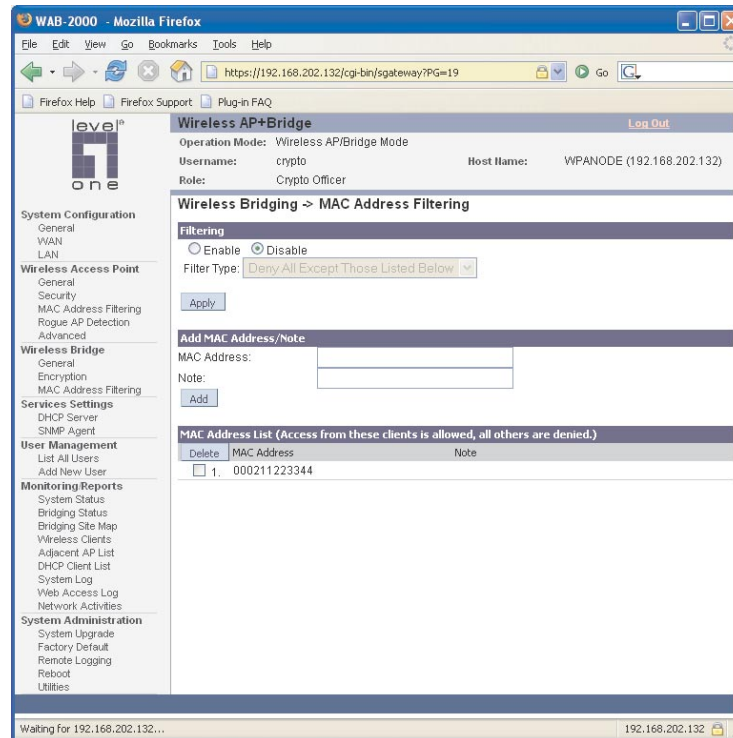 WAB-2000 - Mozilla Firefox
File Edit View Go Bookmarks Tools Help
https://192.168.202.132/cgi-bin/sgateway?PG=19 Go G
Firefox Help Firefox Support Plug-in FAQ
level
one
System Configuration
General
WAN
LAN
Wireless Access Point
General
Security
MAC Address Filtering
Rogue AP Detection
Advanced
Wireless Bridge
General
Encryption
MAC Address Filtering
Services Settings
DHCP Server
SNMP Agent
User Management
List All Users
Add New User
Monitoring/Reports
System Status
Bridging Status
Bridging Site Map
Wireless Clients
Adjacent AP List
DHCP Client List
System Log
Web Access Log
Network Activities
System Administration
System Upgrade
Factory Default
Remote Logging
Reboot
Utilities
Wireless AP+Bridge Log Out
Operation Mode: Wireless AP/Bridge Mode
Username: crypto Host Name: WPANODE (192.168.202.132)
Role: Crypto Officer
Wireless Bridging -> MAC Address Filtering
Filtering
Enable Disable
Filter Type: Deny All Except Those Listed Below
Apply
Add MAC Address/Note
MAC Address:
Note:
Add
MAC Address List (Access from these clients is allowed, all others are denied.)
Delete MAC Address Note
1. 000211223344
Waiting for 192.168.202.132... 192.168.202.132